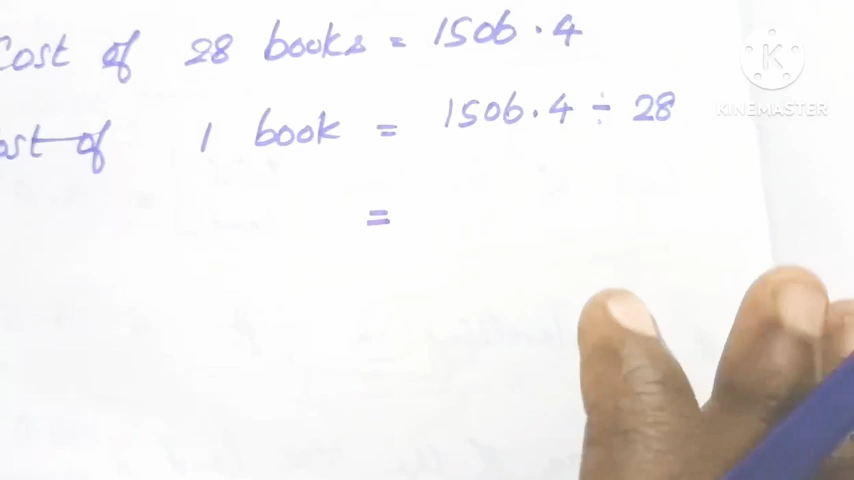 Cost of 28 books = 1506.4
K
KINEMASTER
of 1 book = 1506.4 ÷ 28
=